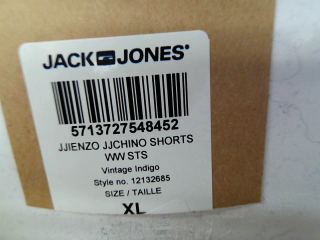 JACK JONES
5713727548452
JJIENZO JJCHINO SHORTS
WW STS
Vintage Indigo
Style no. 12132685
SIZE / TAILLE
XL